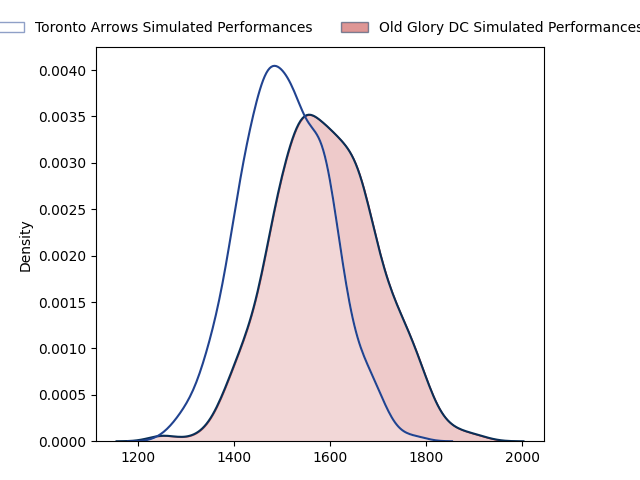 Toronto Arrows Simulated Performances
Old Glory DC Simulated Performances
0.0040
0.0035
0.0030
0.0025
0.0020
0.0015
0.0010
0.0005
0.0000
Density
1200 1400 1600 1800 2000